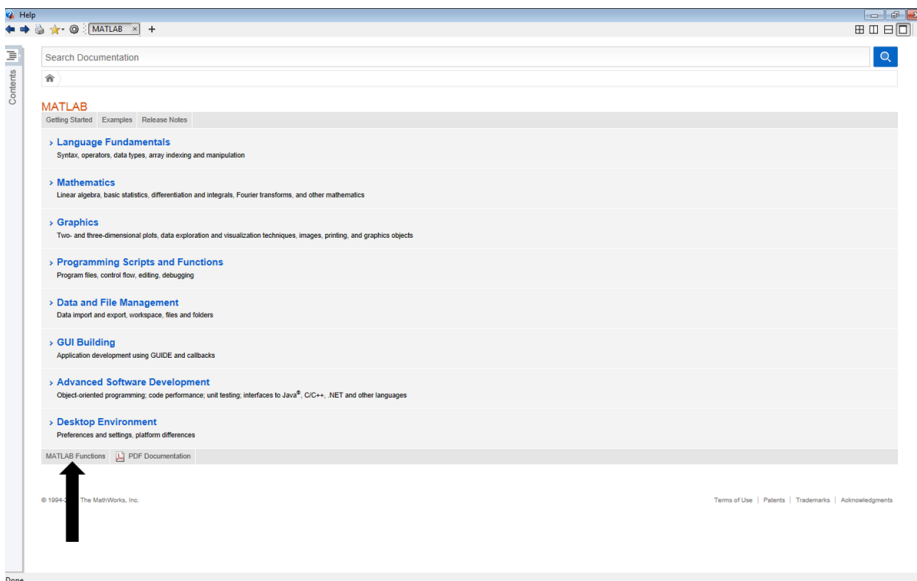 Help
MATLAB
Contents
Search Documentation
MATLAB
Getting Started Examples Release Notes
Language Fundamentals
Syntax, operators, data types, array indexing and manipulation
Mathematics
Linear algebra, basic statistics, differentiation and integrals, Fourier transforms, and other mathematics
Graphics
Two- and three-dimensional plots, data exploration and visualization techniques, images, printing, and graphics objects
Programming Scripts and Functions
Program files, control flow, editing, debugging
Data and File Management
Data import and export, workspace, files and folders
GUI Building
Application development using GUIDE and callbacks
Advanced Software Development
Object-oriented programming; code performance; unit testing; interfaces to Java®, C/C++, .NET and other languages
Desktop Environment
Preferences and settings, platform differences
MATLAB Functions PDF Documentation
© 1994- The MathWorks, Inc. Terms of Use | Patents | Trademarks | Acknowledgments
Done